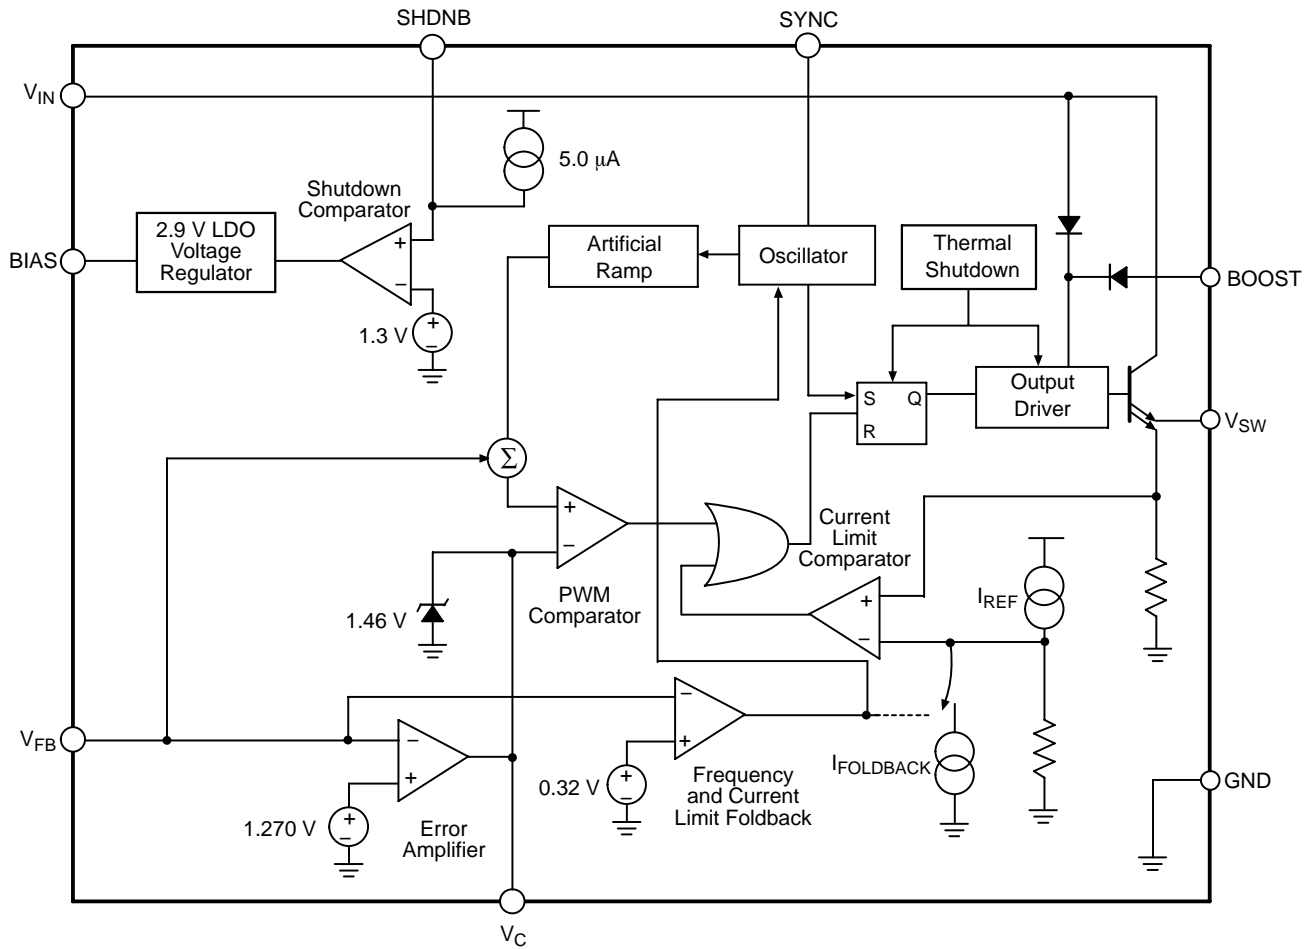 SHDNB
SYNC
V_IN
5.0 μA
Shutdown
Comparator
+
−
2.9 V LDO
Voltage
Regulator
BIAS
1.3 V
+
−
Artificial
Ramp
Oscillator
Thermal
Shutdown
BOOST
S
Q
R
Output
Driver
V_SW
Σ
+
−
PWM
Comparator
1.46 V
Current
Limit
Comparator
+
−
I_REF
V_FB
−
+
Error
Amplifier
1.270 V
+
−
−
+
0.32 V
+
−
Frequency
and Current
Limit Foldback
I_FOLDBACK
GND
V_C